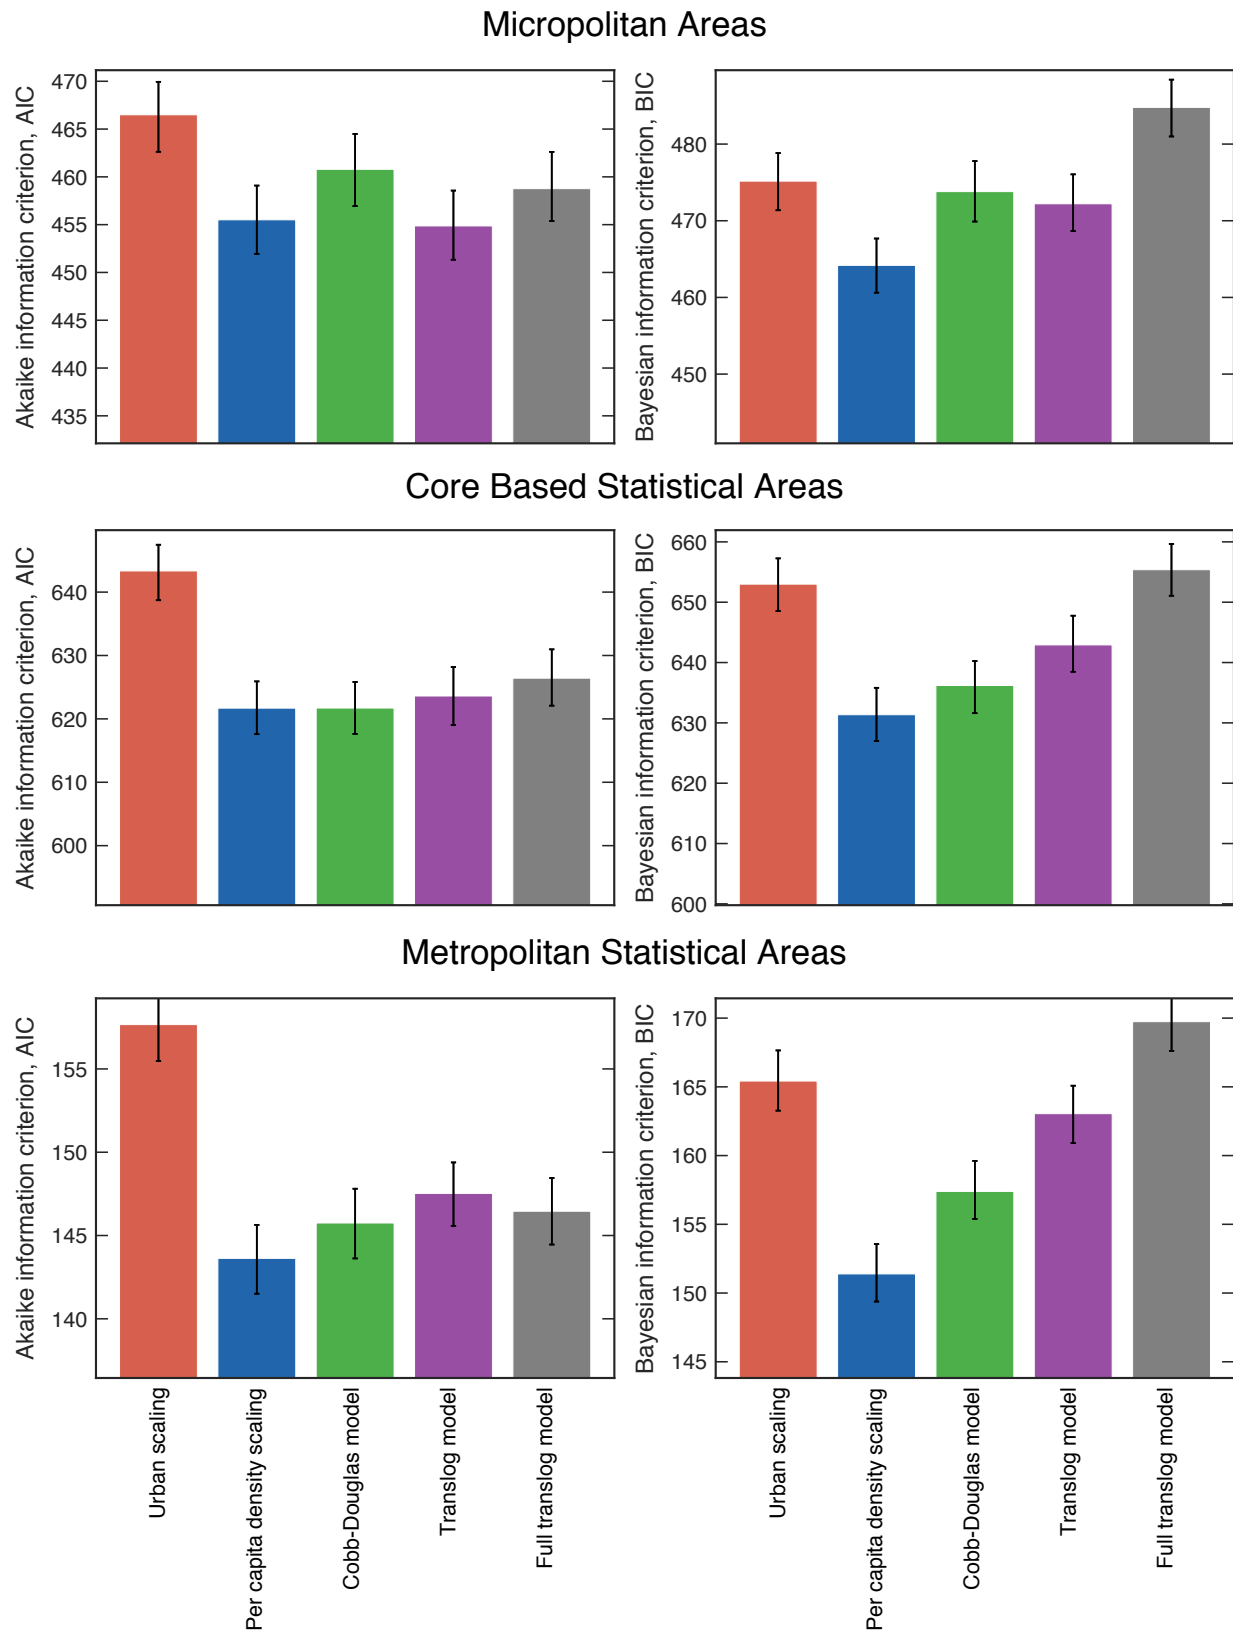 Micropolitan Areas
Akaike information criterion, AIC
470
465
460
455
450
445
440
435
Bayesian information criterion, BIC
480
470
460
450
Core Based Statistical Areas
Akaike information criterion, AIC
640
630
620
610
600
Bayesian information criterion, BIC
660
650
640
630
620
610
600
Metropolitan Statistical Areas
Akaike information criterion, AIC
155
150
145
140
Bayesian information criterion, BIC
170
165
160
155
150
145
Urban scaling
Per capita density scaling
Cobb-Douglas model
Translog model
Full translog model
Urban scaling
Per capita density scaling
Cobb-Douglas model
Translog model
Full translog model